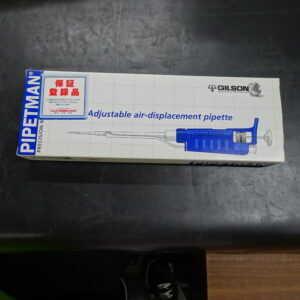 PIPETMAN®
保証
登録品
GILSON
Adjustable air-displacement pipette